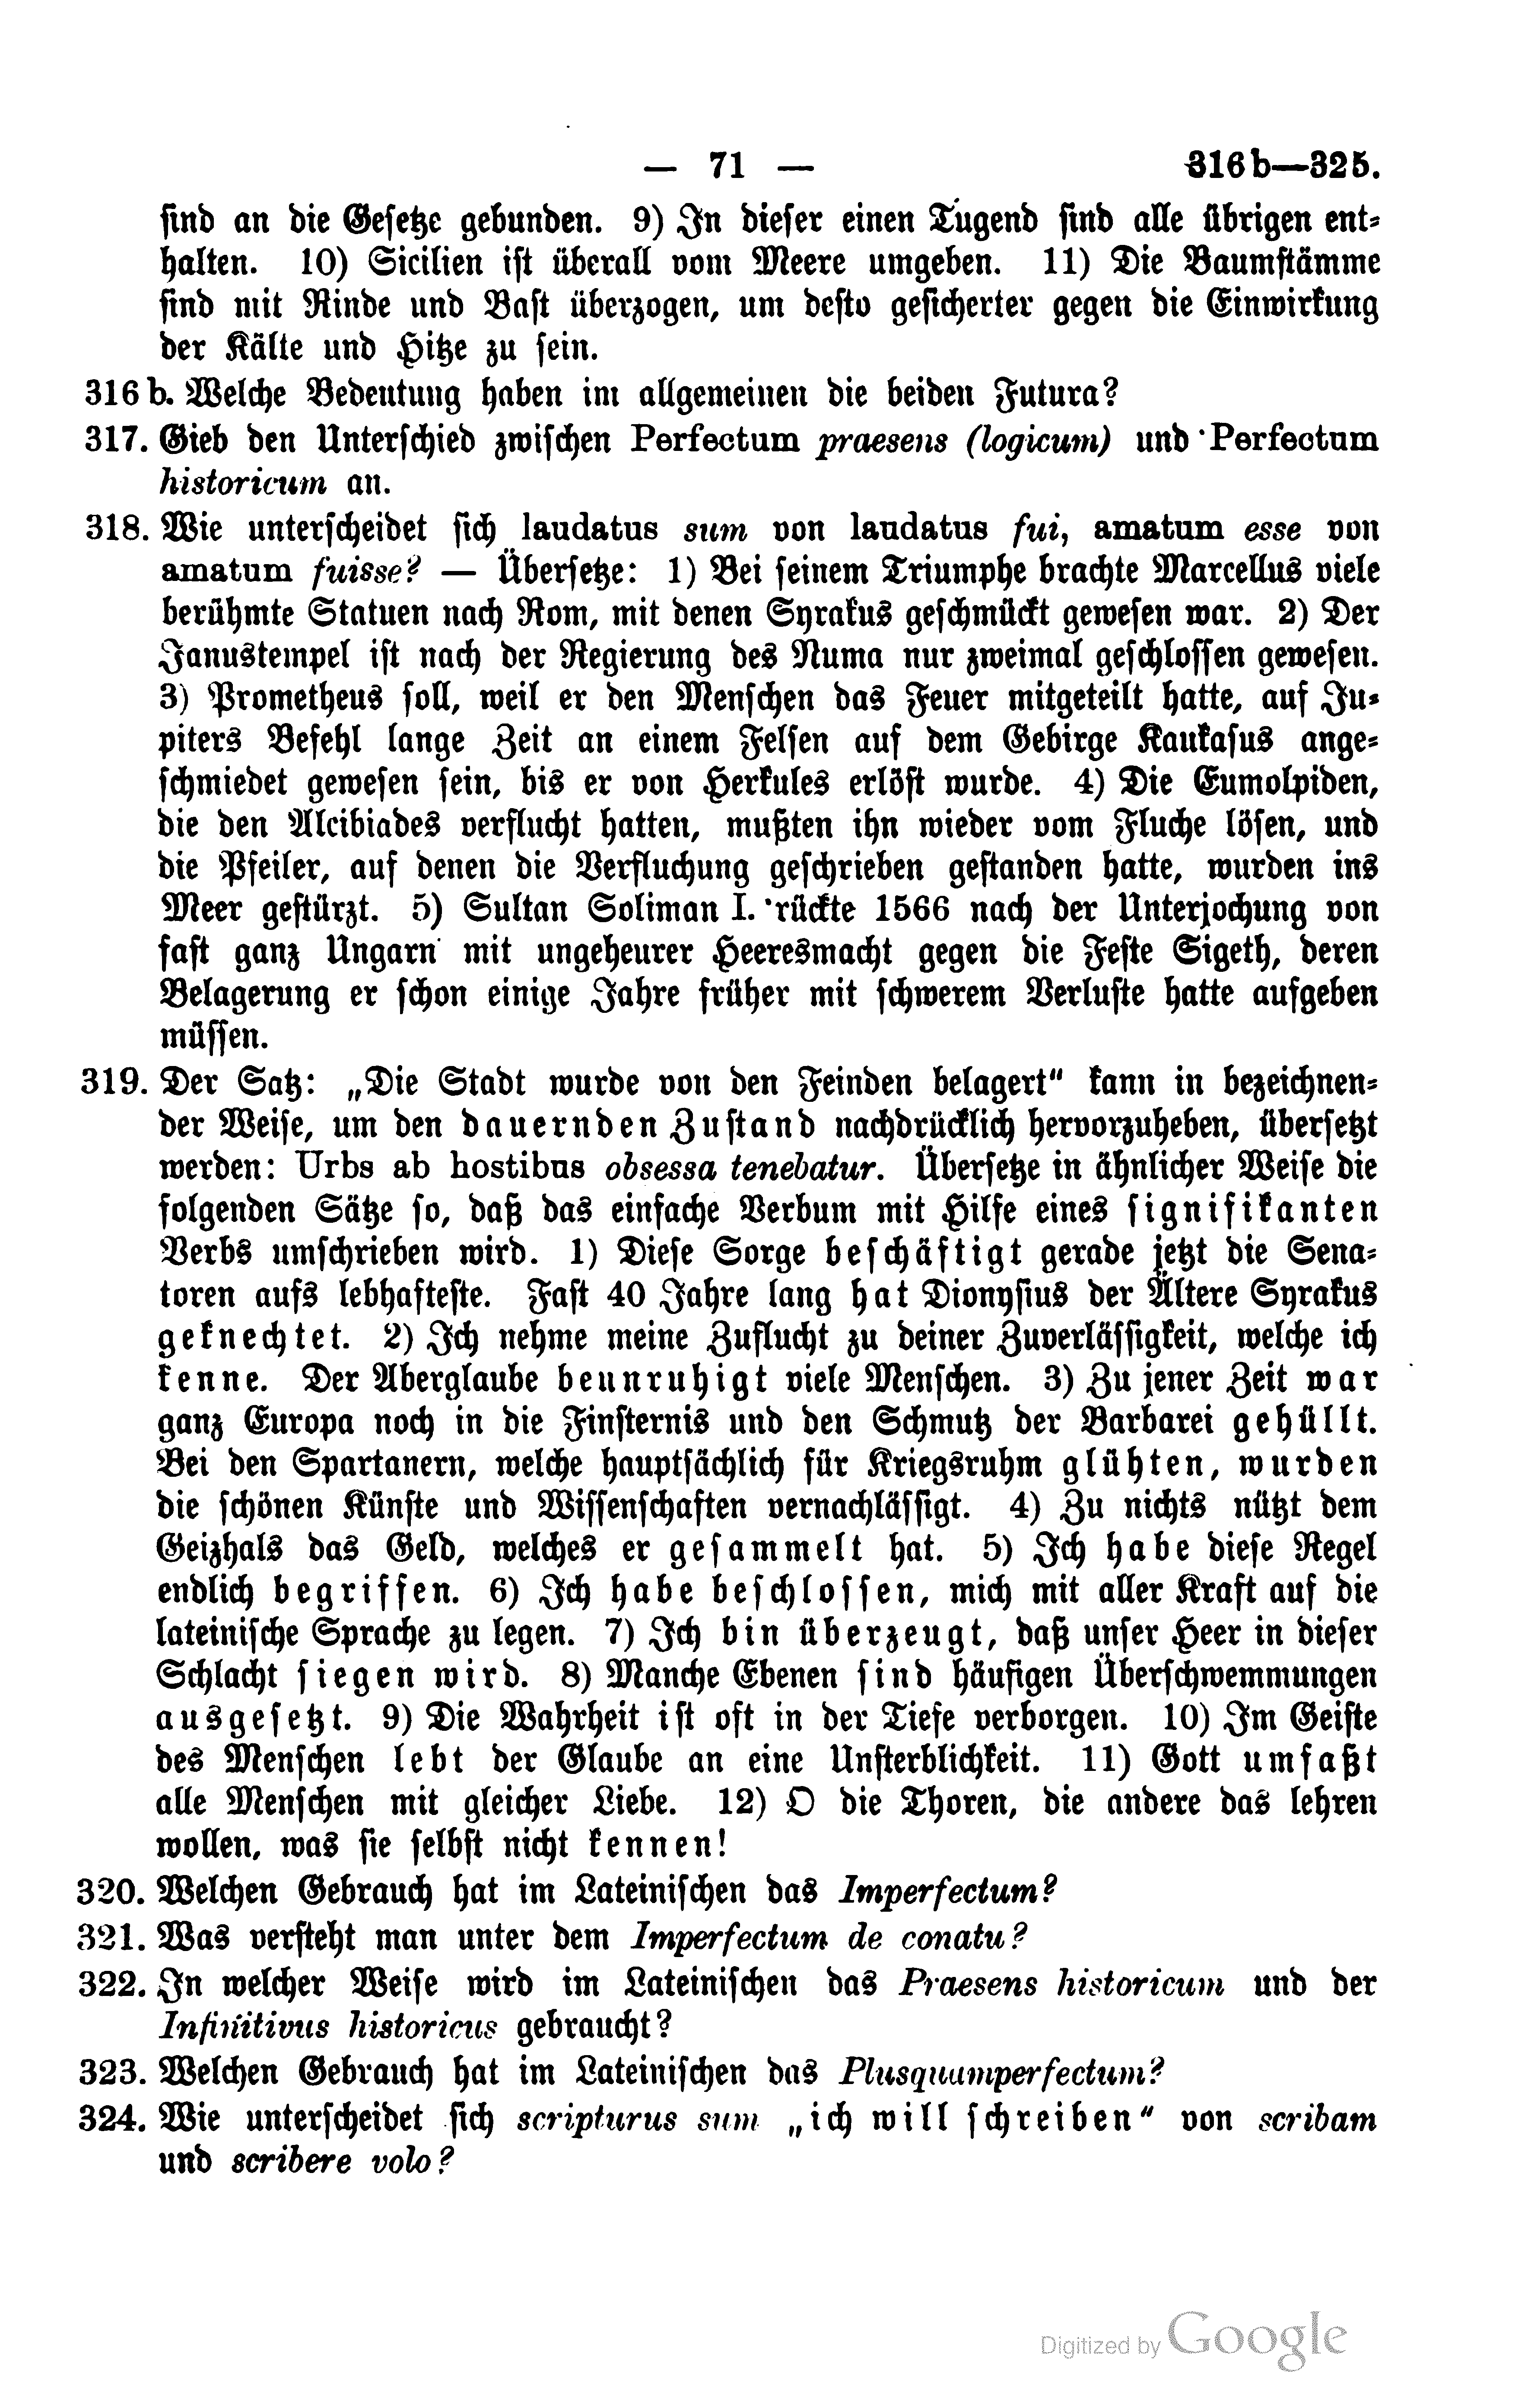 — 71 — 316 b—325.
sind an die Gesetze gebunden. 9) In dieser einen Tugend sind alle übrigen ent-
halten. 10) Sicilien ist überall vom Meere umgeben. 11) Die Baumstämme
sind mit Rinde und Bast überzogen, um desto gesicherter gegen die Einwirkung
der Kälte und Hitze zu sein.
316 b. Welche Bedeutung haben im allgemeinen die beiden Futura?
317. Gieb den Unterschied zwischen Perfectum praesens (logicum) und Perfectum
historicum an.
318. Wie unterscheidet sich laudatus sum von laudatus fui, amatum esse von
amatum fuisse? — Übersetze: 1) Bei seinem Triumphe brachte Marcellus viele
berühmte Statuen nach Rom, mit denen Syrakus geschmückt gewesen war. 2) Der
Janustempel ist nach der Regierung des Numa nur zweimal geschlossen gewesen.
3) Prometheus soll, weil er den Menschen das Feuer mitgeteilt hatte, auf Ju-
piters Befehl lange Zeit an einem Felsen auf dem Gebirge Kaukasus ange-
schmiedet gewesen sein, bis er von Herkules erlöst wurde. 4) Die Eumolpiden,
die den Alcibiades verflucht hatten, mußten ihn wieder vom Fluche lösen, und
die Pfeiler, auf denen die Verfluchung geschrieben gestanden hatte, wurden ins
Meer gestürzt. 5) Sultan Soliman I. rückte 1566 nach der Unterjochung von
fast ganz Ungarn mit ungeheurer Heeresmacht gegen die Feste Sigeth, deren
Belagerung er schon einige Jahre früher mit schwerem Verluste hatte aufgeben
müssen.
319. Der Satz: „Die Stadt wurde von den Feinden belagert" kann in bezeichnen-
der Weise, um den dauernden Zustand nachdrücklich hervorzuheben, übersetzt
werden: Urbs ab hostibus obsessa tenebatur. Übersetze in ähnlicher Weise die
folgenden Sätze so, daß das einfache Verbum mit Hilfe eines signifikanten
Verbs umschrieben wird. 1) Diese Sorge beschäftigt gerade jetzt die Sena-
toren aufs lebhafteste. Fast 40 Jahre lang hat Dionysius der Ältere Syrakus
geknechtet. 2) Ich nehme meine Zuflucht zu deiner Zuverlässigkeit, welche ich
kenne. Der Aberglaube beunruhigt viele Menschen. 3) Zu jener Zeit war
ganz Europa noch in die Finsternis und den Schmutz der Barbarei gehüllt.
Bei den Spartanern, welche hauptsächlich für Kriegsruhm glühten, wurden
die schönen Künste und Wissenschaften vernachlässigt. 4) Zu nichts nützt dem
Geizhals das Geld, welches er gesammelt hat. 5) Ich habe diese Regel
endlich begriffen. 6) Ich habe beschlossen, mich mit aller Kraft auf die
lateinische Sprache zu legen. 7) Ich bin überzeugt, daß unser Heer in dieser
Schlacht siegen wird. 8) Manche Ebenen sind häufigen Überschwemmungen
ausgesetzt. 9) Die Wahrheit ist oft in der Tiefe verborgen. 10) Im Geiste
des Menschen lebt der Glaube an eine Unsterblichkeit. 11) Gott umfaßt
alle Menschen mit gleicher Liebe. 12) O die Thoren, die andere das lehren
wollen, was sie selbst nicht kennen!
320. Welchen Gebrauch hat im Lateinischen das Imperfectum?
321. Was versteht man unter dem Imperfectum de conatu?
322. In welcher Weise wird im Lateinischen das Praesens historicum und der
Infinitivus historicus gebraucht?
323. Welchen Gebrauch hat im Lateinischen das Plusquamperfectum?
324. Wie unterscheidet sich scripturus sum „ich will schreiben" von scribam
und scribere volo?
Digitized by Google